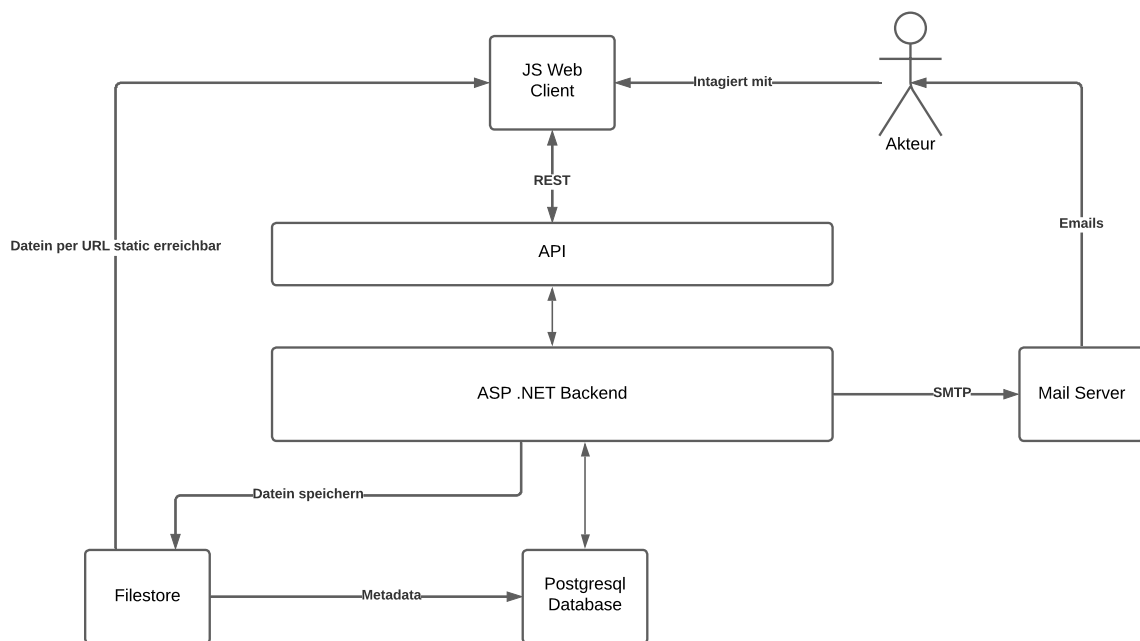 JS Web
Client
Intagiert mit
Akteur
REST
Emails
Datein per URL static erreichbar
API
ASP .NET Backend
SMTP
Mail Server
Datein speichern
Filestore
Metadata
Postgresql
Database